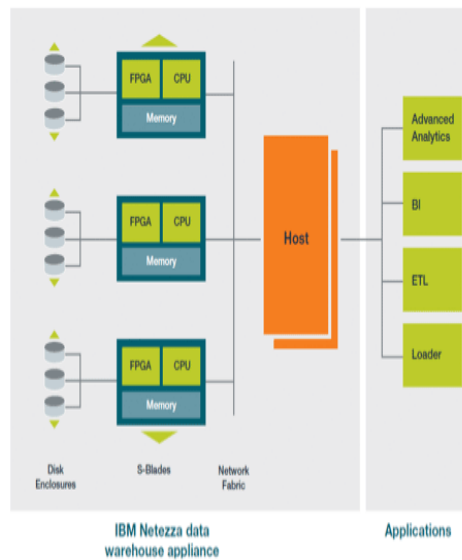 FPGA
CPU
Memory
FPGA
CPU
Memory
FPGA
CPU
Memory
Host
Advanced
Analytics
BI
ETL
Loader
Disk
Enclosures
S-Blades
Network
Fabric
IBM Netezza data
warehouse appliance
Applications